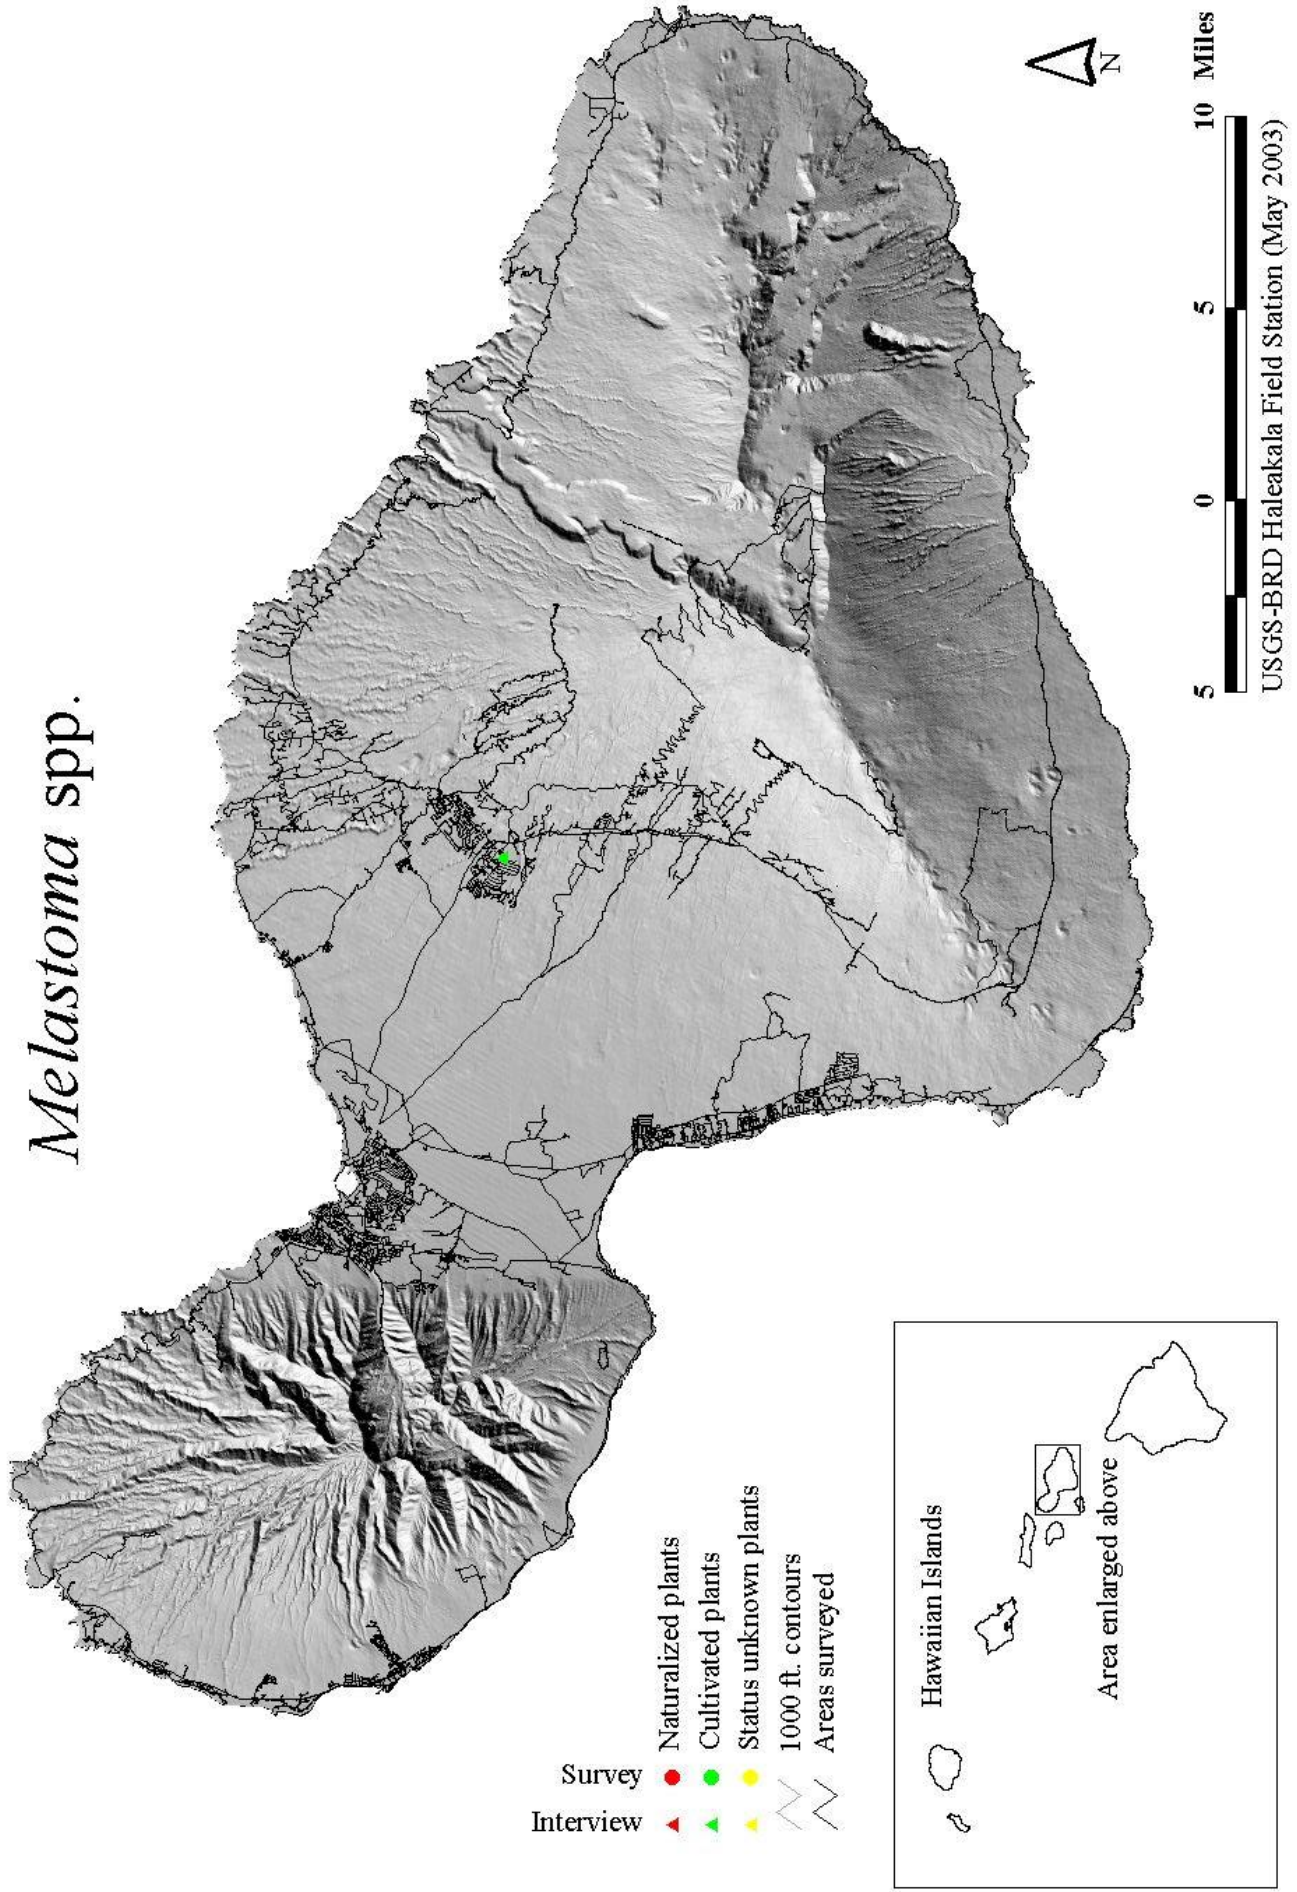 Melastoma spp.
Interview Survey
Naturalized plants
Cultivated plants
Status unknown plants
1000 ft. contours
Areas surveyed
Hawaiian Islands
Area enlarged above
N
5 0 5 10 Miles
USGS-BRD Haleakala Field Station (May 2003)